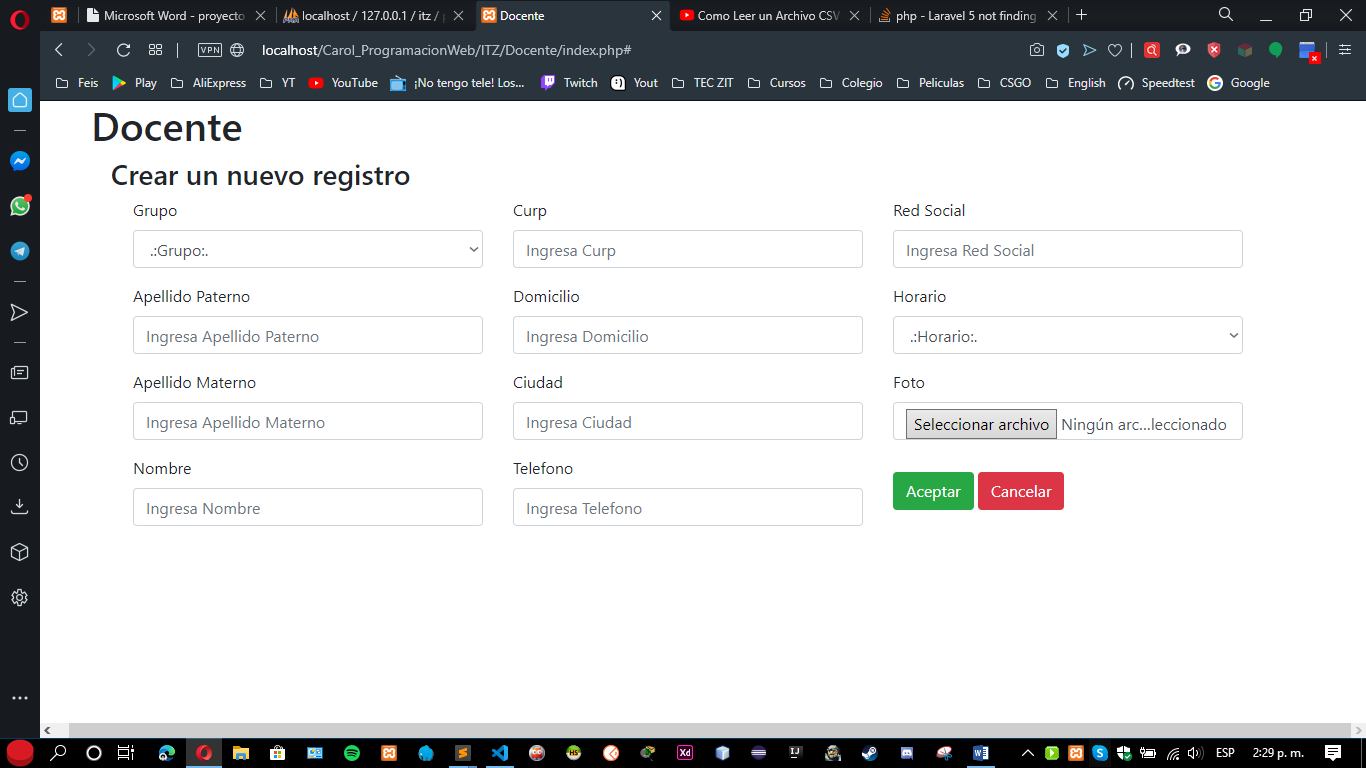 Microsoft Word - proyecto
localhost / 127.0.0.1 / itz /
Docente
Como Leer un Archivo CSV
php - Laravel 5 not finding
VPN
localhost/Carol_ProgramacionWeb/ITZ/Docente/index.php#
Feis
Play
AliExpress
YT
YouTube
¡No tengo tele! Los...
Twitch
Yout
TEC ZIT
Cursos
Colegio
Peliculas
CSGO
English
Speedtest
Google
Docente
Crear un nuevo registro
Grupo
.:Grupo:.
Apellido Paterno
Ingresa Apellido Paterno
Apellido Materno
Ingresa Apellido Materno
Nombre
Ingresa Nombre
Curp
Ingresa Curp
Domicilio
Ingresa Domicilio
Ciudad
Ingresa Ciudad
Telefono
Ingresa Telefono
Red Social
Ingresa Red Social
Horario
.:Horario:.
Foto
Seleccionar archivo Ningún arc...leccionado
Aceptar Cancelar
Xd
IJ
ESP
2:29 p. m.